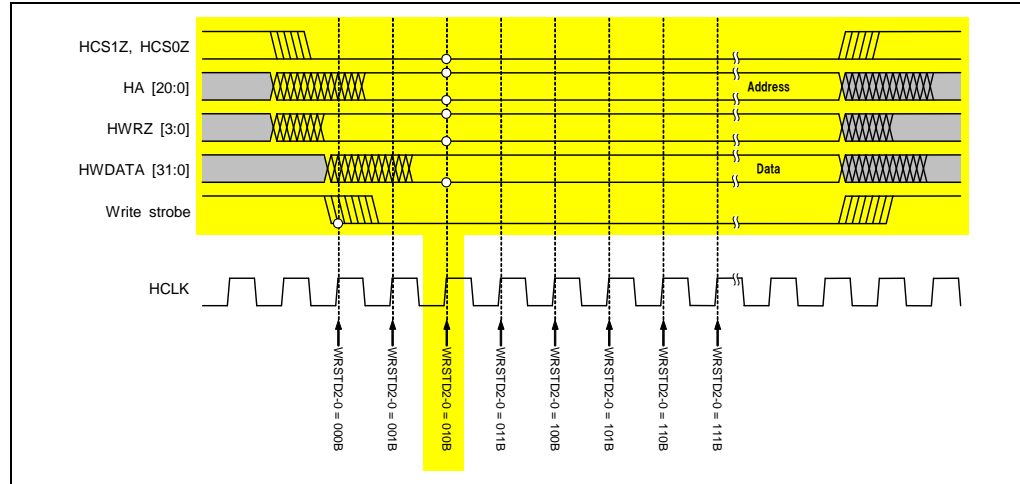 HCS1Z, HCS0Z
HA [20:0]
Address
HWRZ [3:0]
HWDATA [31:0]
Data
Write strobe
HCLK
WRSTD2-0 = 000B
WRSTD2-0 = 001B
WRSTD2-0 = 010B
WRSTD2-0 = 011B
WRSTD2-0 = 100B
WRSTD2-0 = 101B
WRSTD2-0 = 110B
WRSTD2-0 = 111B